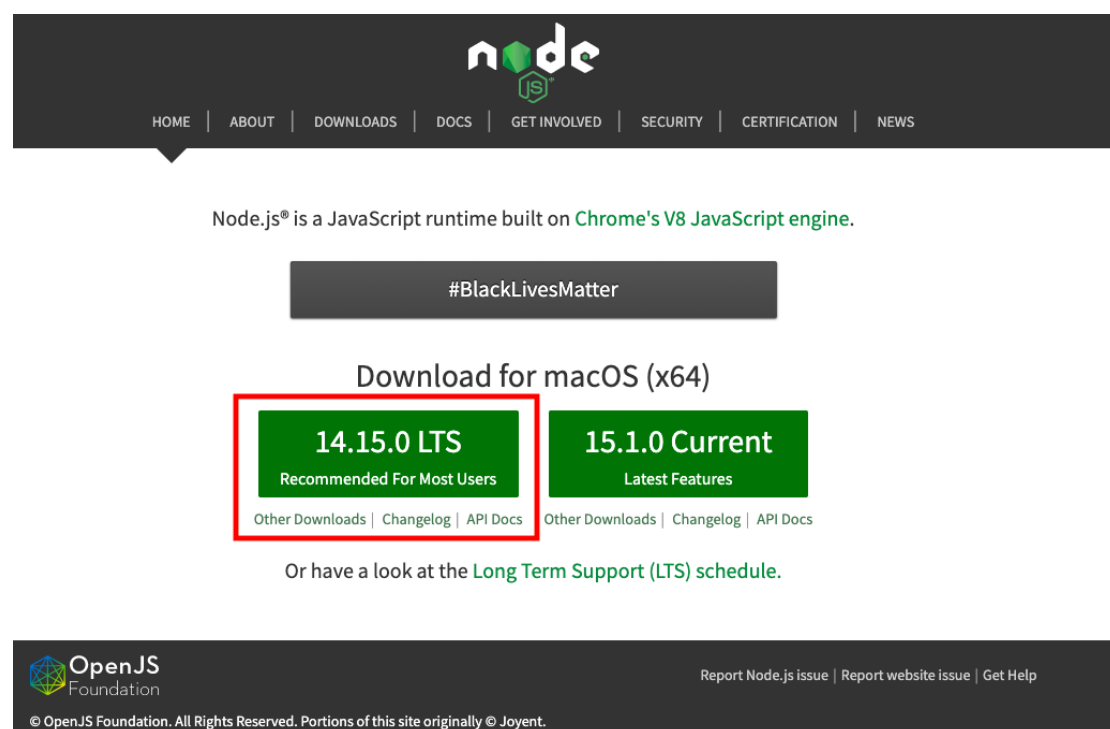 node
JS
HOME | ABOUT | DOWNLOADS | DOCS | GET INVOLVED | SECURITY | CERTIFICATION | NEWS
Node.js® is a JavaScript runtime built on Chrome's V8 JavaScript engine.
#BlackLivesMatter
Download for macOS (x64)
14.15.0 LTS
Recommended For Most Users
Other Downloads | Changelog | API Docs
15.1.0 Current
Latest Features
Other Downloads | Changelog | API Docs
Or have a look at the Long Term Support (LTS) schedule.
OpenJS
Foundation
Report Node.js issue | Report website issue | Get Help
© OpenJS Foundation. All Rights Reserved. Portions of this site originally © Joyent.